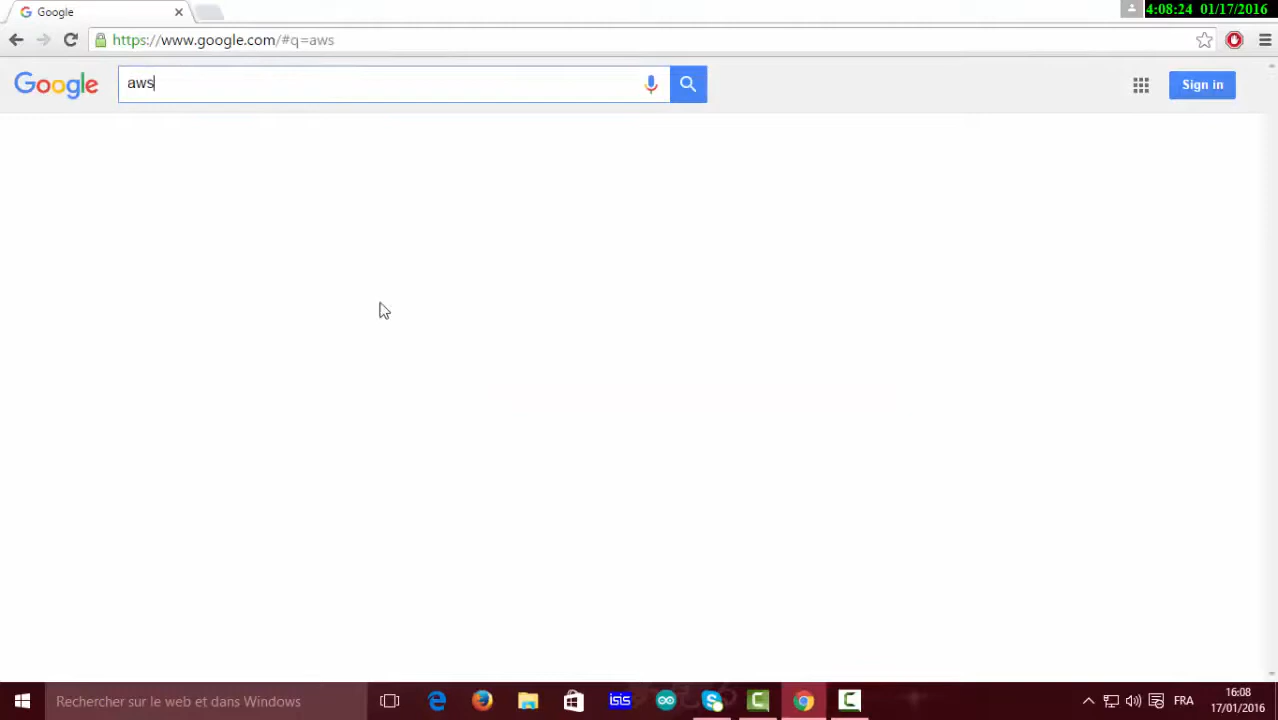 Google
4:08:24 01/17/2016
https://www.google.com/#q=aws
Google
aws
Sign in
Rechercher sur le web et dans Windows
isis
FRA
16:08
17/01/2016